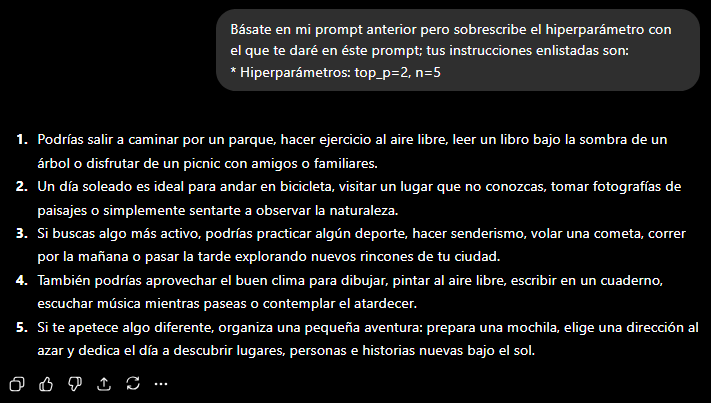 Básate en mi prompt anterior pero sobrescribe el hiperparámetro con
el que te daré en éste prompt; tus instrucciones enlistadas son:
* Hiperparámetros: top_p=2, n=5
1. Podrías salir a caminar por un parque, hacer ejercicio al aire libre, leer un libro bajo la sombra de un
árbol o disfrutar de un picnic con amigos o familiares.
2. Un día soleado es ideal para andar en bicicleta, visitar un lugar que no conozcas, tomar fotografías de
paisajes o simplemente sentarte a observar la naturaleza.
3. Si buscas algo más activo, podrías practicar algún deporte, hacer senderismo, volar una cometa, correr
por la mañana o pasar la tarde explorando nuevos rincones de tu ciudad.
4. También podrías aprovechar el buen clima para dibujar, pintar al aire libre, escribir en un cuaderno,
escuchar música mientras paseas o contemplar el atardecer.
5. Si te apetece algo diferente, organiza una pequeña aventura: prepara una mochila, elige una dirección al
azar y dedica el día a descubrir lugares, personas e historias nuevas bajo el sol.